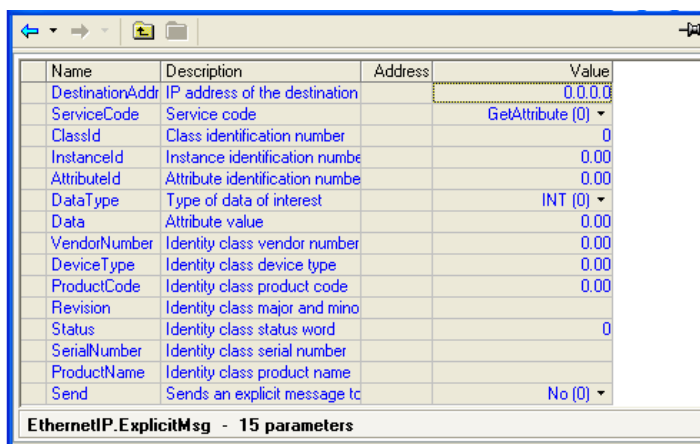 Name Description Address Value
DestinationAddr IP address of the destination 0.0.0.0
ServiceCode Service code GetAttribute (0)
ClassId Class identification number 0
InstanceId Instance identification numbe 0.00
AttributeId Attribute identification numbe 0.00
DataType Type of data of interest INT (0)
Data Attribute value 0.00
VendorNumber Identity class vendor number 0.00
DeviceType Identity class device type 0.00
ProductCode Identity class product code 0.00
Revision Identity class major and mino
Status Identity class status word 0
SerialNumber Identity class serial number
ProductName Identity class product name
Send Sends an explicit message to No (0)
EthernetIP.ExplicitMsg - 15 parameters